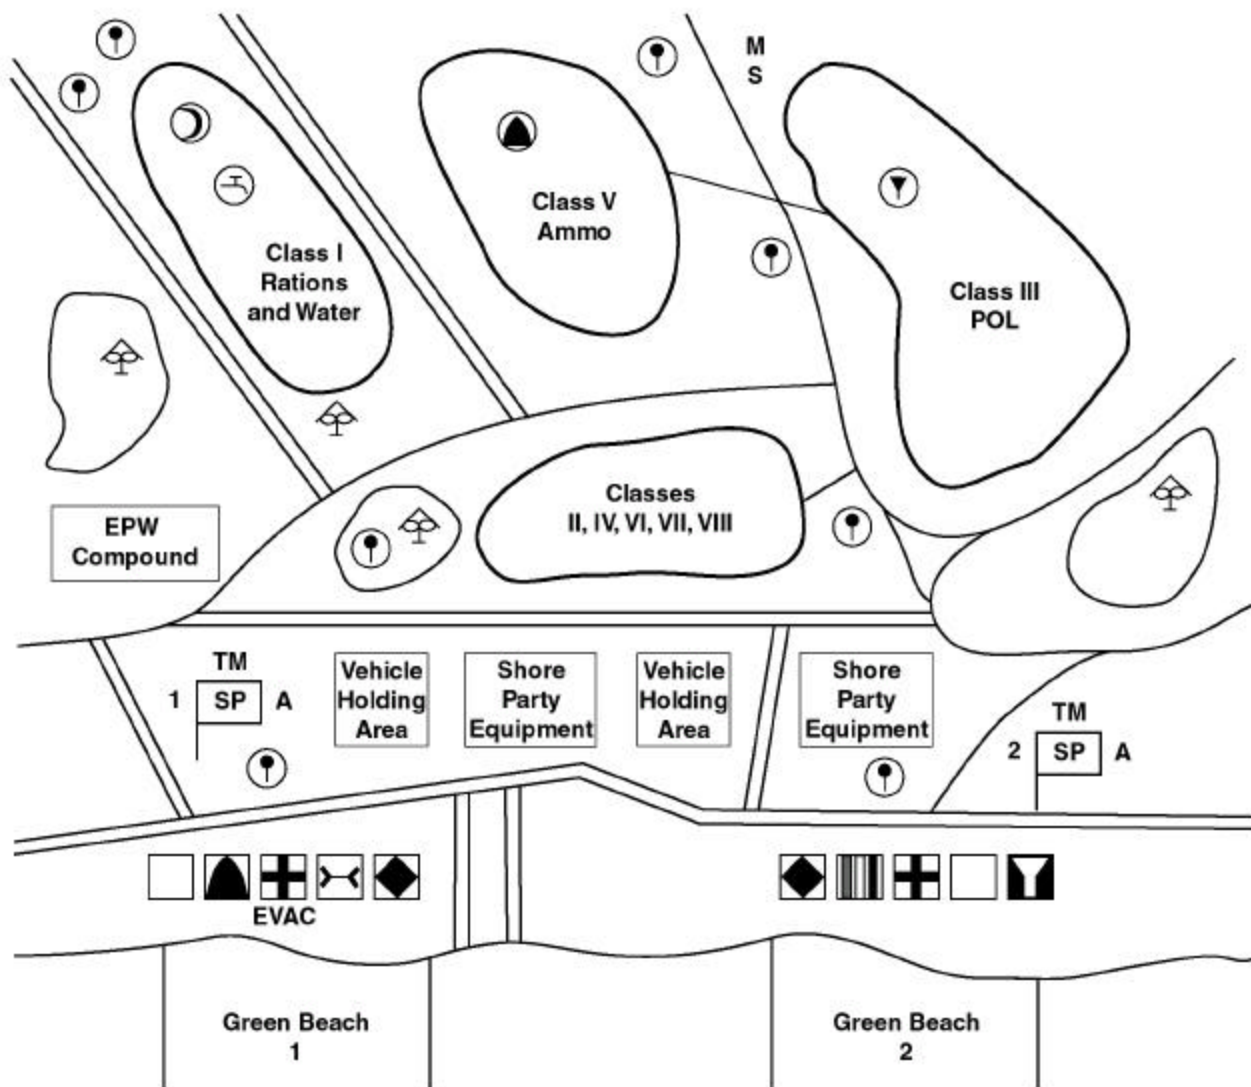 M
S
Class V
Ammo
Class I
Rations
and Water
Class III
POL
Classes
II, IV, VI, VII, VIII
EPW
Compound
TM
1 SP A
Vehicle
Holding
Area
Shore
Party
Equipment
Vehicle
Holding
Area
Shore
Party
Equipment
TM
2 SP A
EVAC
Green Beach
1
Green Beach
2